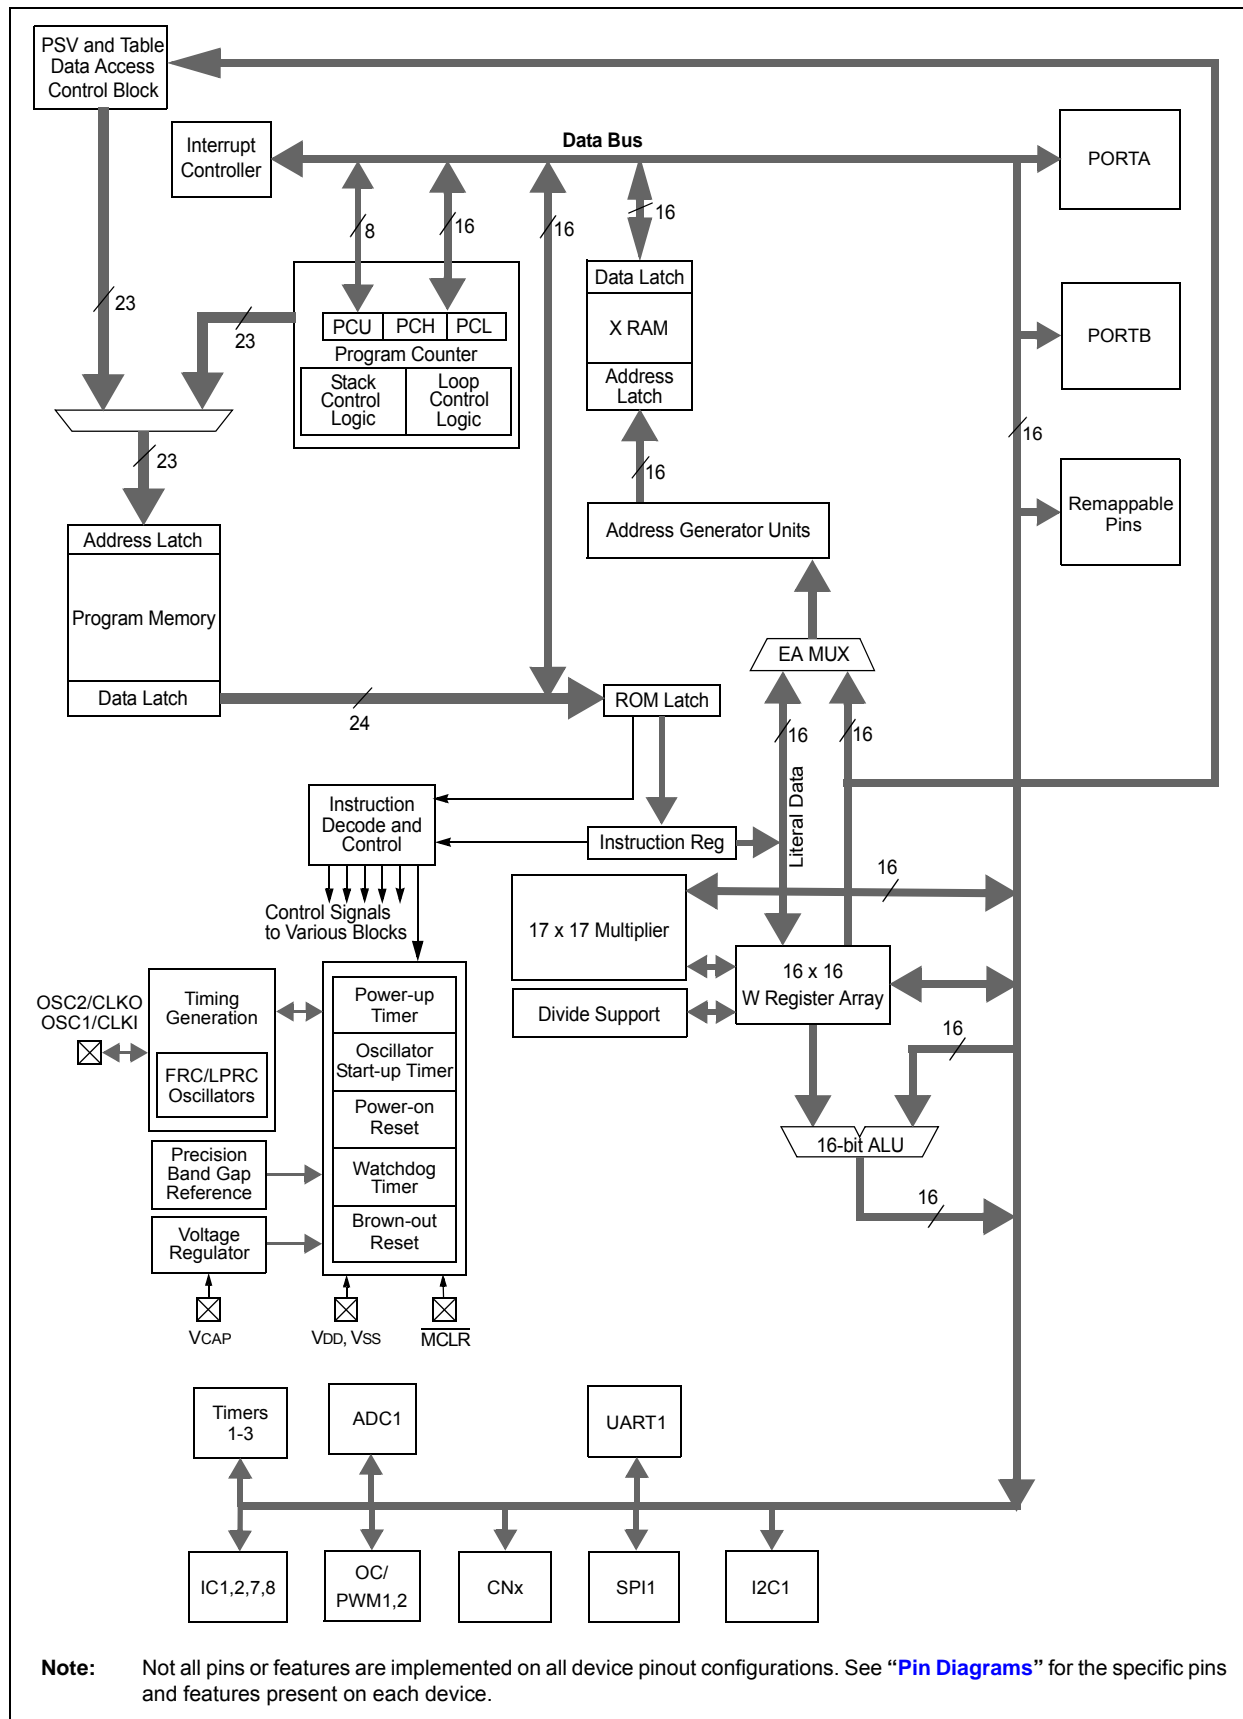 PSV and Table
Data Access
Control Block
Interrupt
Controller
Data Bus
PORTA
8
16
16
16
Data Latch
X RAM
Address
Latch
23
23
PCU
PCH
PCL
Program Counter
Stack
Control
Logic
Loop
Control
Logic
PORTB
16
23
16
Remappable
Pins
Address Generator Units
Address Latch
Program Memory
Data Latch
24
EA MUX
ROM Latch
16
16
Literal Data
Instruction
Decode and
Control
Instruction Reg
16
Control Signals
to Various Blocks
17 x 17 Multiplier
16 x 16
W Register Array
Divide Support
OSC2/CLKO
OSC1/CLKI
Timing
Generation
FRC/LPRC
Oscillators
Power-up
Timer
Oscillator
Start-up Timer
Power-on
Reset
Watchdog
Timer
Brown-out
Reset
16
16-bit ALU
16
Precision
Band Gap
Reference
Voltage
Regulator
VCAP
VDD, VSS
MCLR
Timers
1-3
ADC1
UART1
IC1,2,7,8
OC/
PWM1,2
CNx
SPI1
I2C1
Note: Not all pins or features are implemented on all device pinout configurations. See “Pin Diagrams” for the specific pins
and features present on each device.